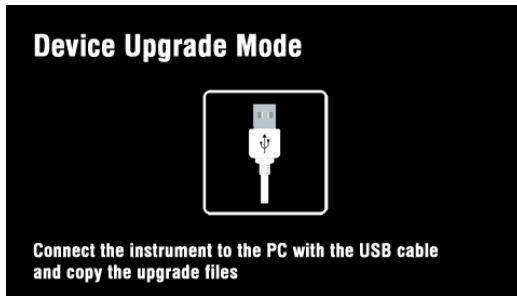 Device Upgrade Mode
Connect the instrument to the PC with the USB cable
and copy the upgrade files